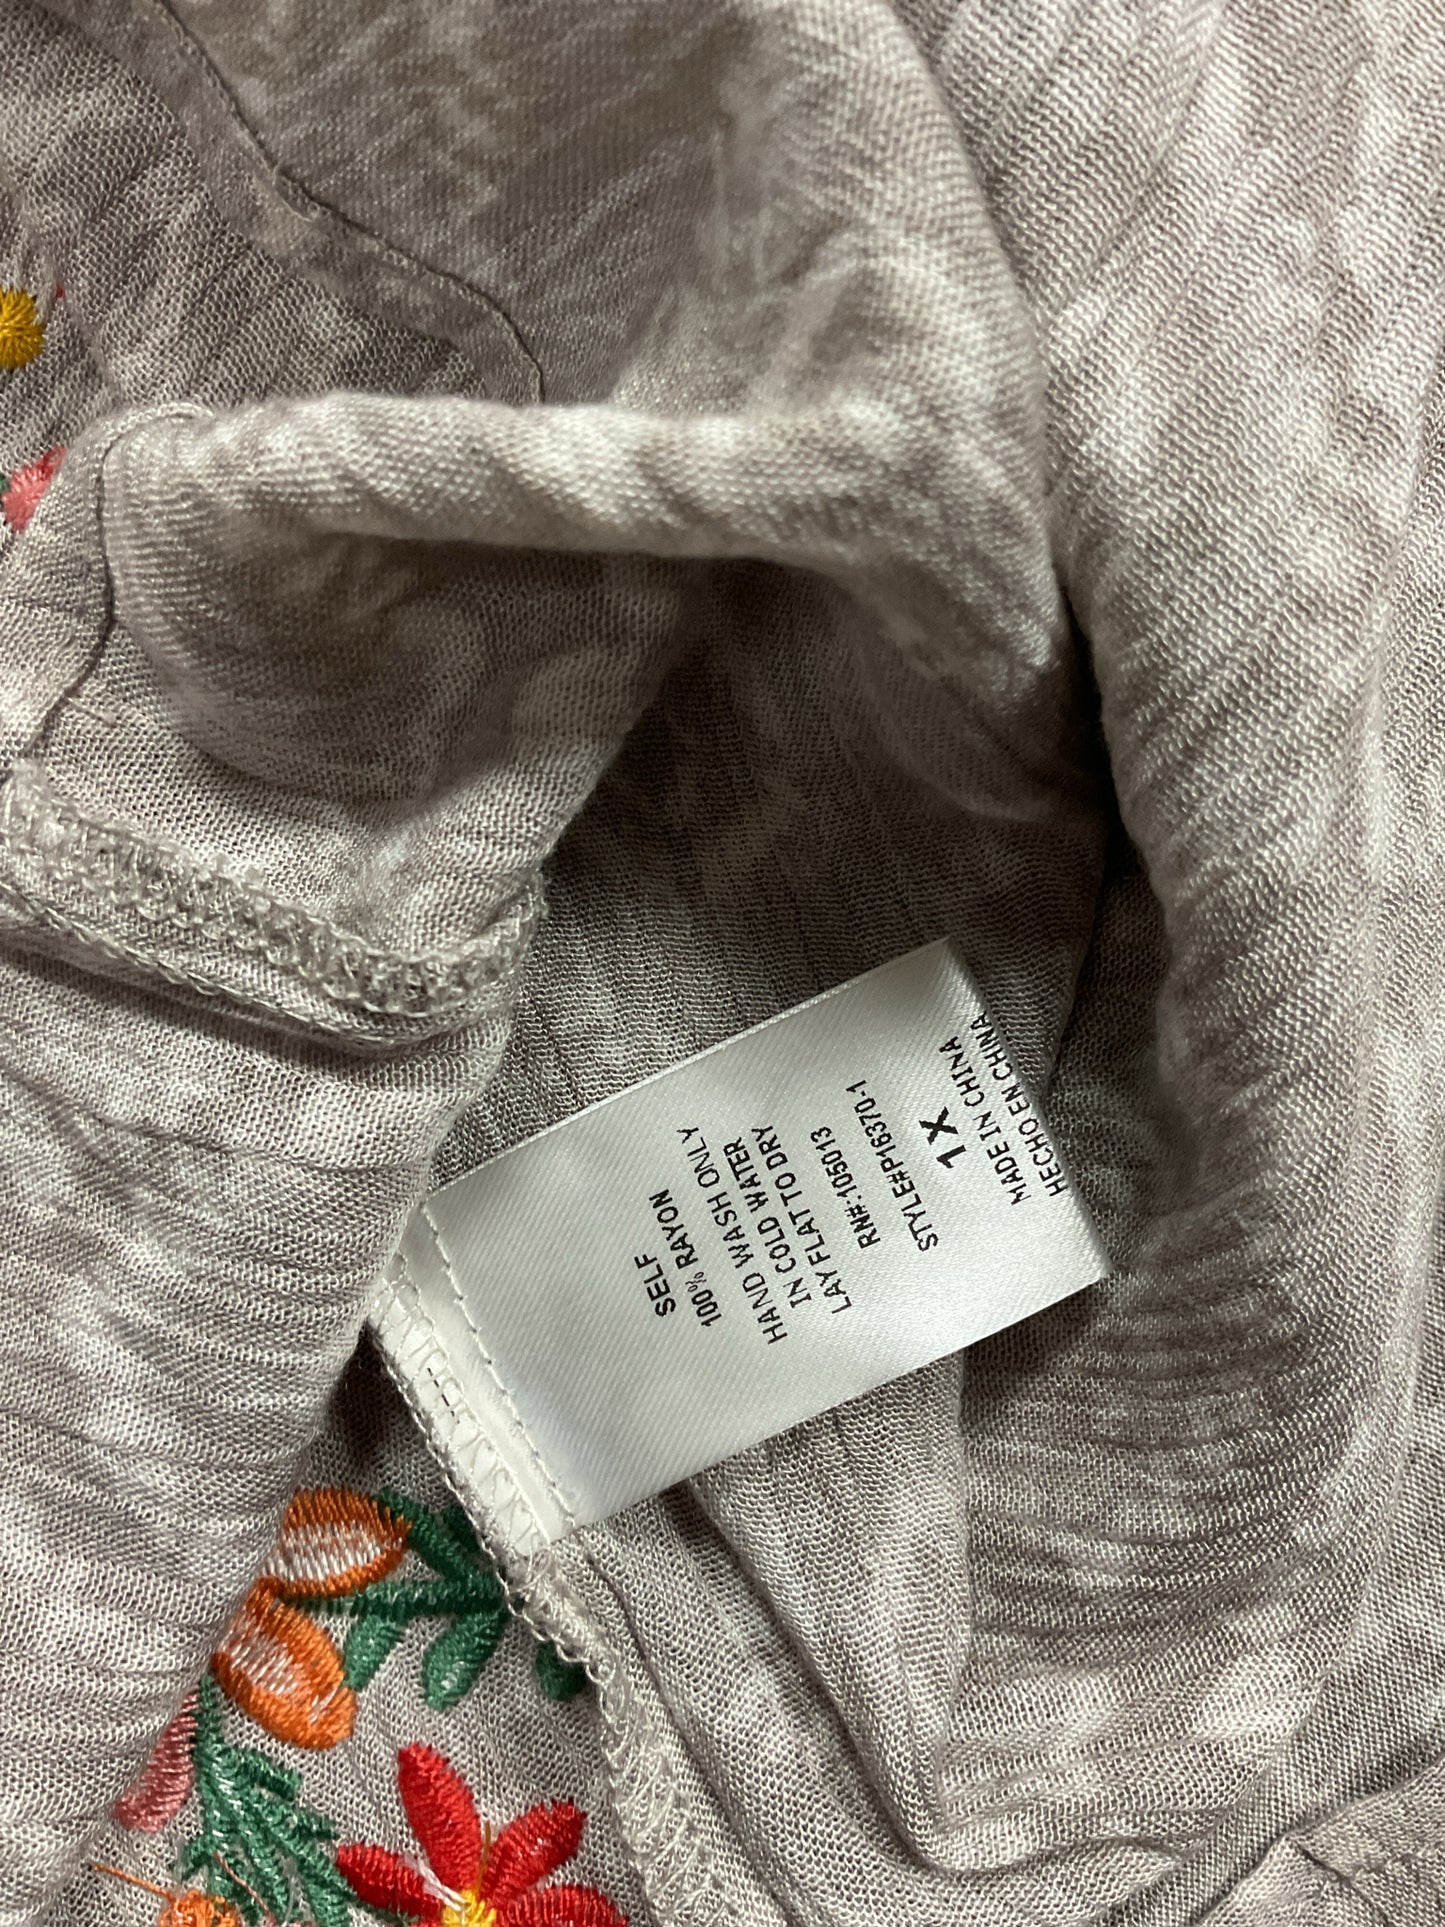 SELF
100% RAYON
HAND WASH ONLY
IN COLD WATER
LAY FLAT TO DRY
RN#:105013
STYLE#P16370-1
1X
MADE IN CHINA
HECHO EN CHINA